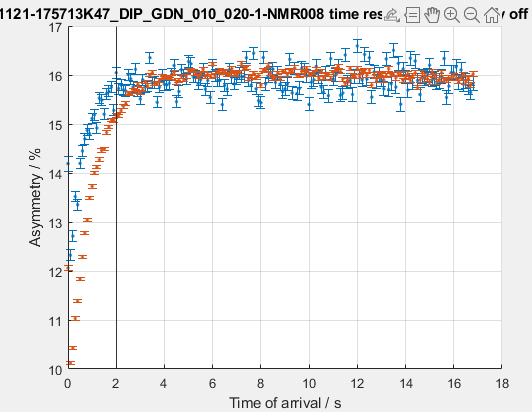 1121-175713K47_DIP_GDN_010_020-1-NMR008 time res off
17
16
15
14
13
12
11
10
Asymmetry / %
0 2 4 6 8 10 12 14 16 18
Time of arrival / s